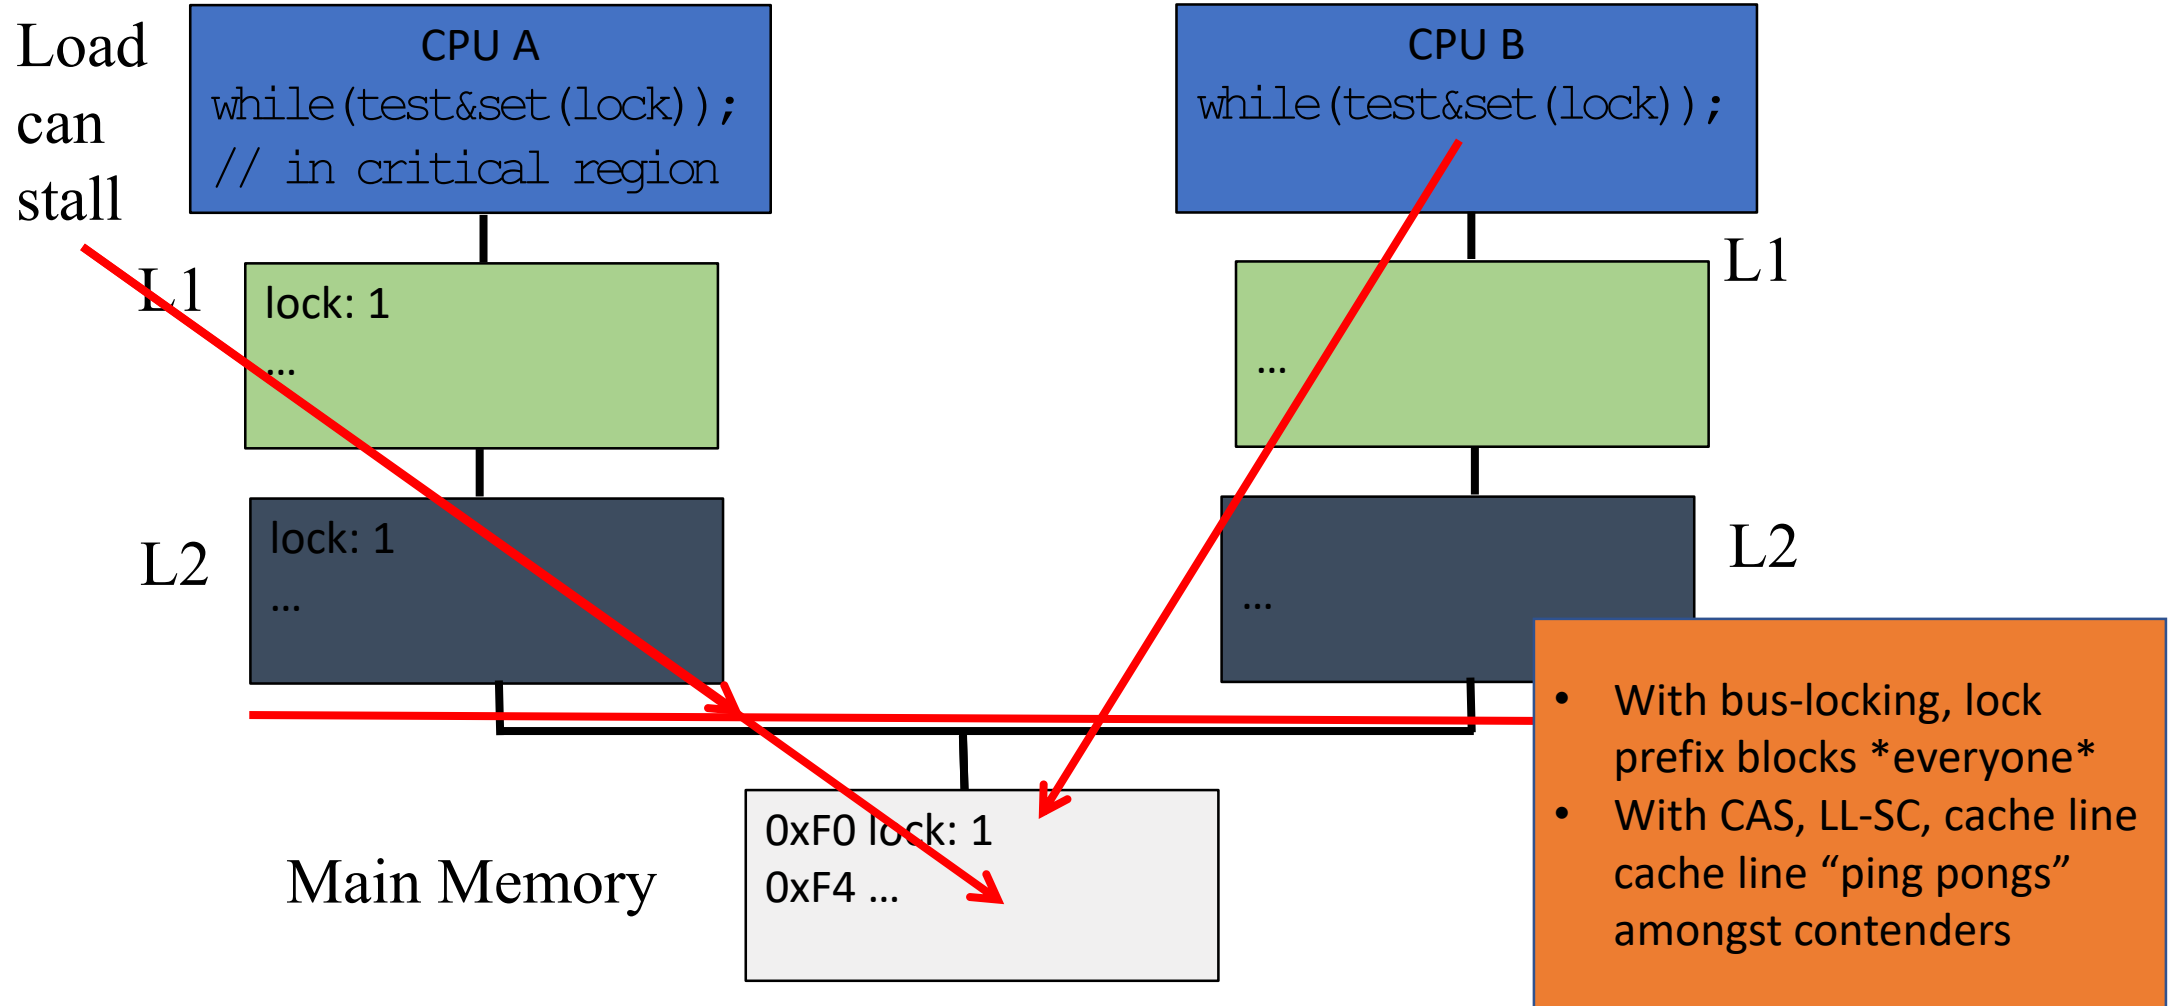 Load
can
stall
CPU A
while(test&set(lock));
// in critical region
CPU B
while(test&set(lock));
L1
lock: 1
...
L1
...
L2
lock: 1
...
L2
...
Main Memory
0xF0 lock: 1
0xF4 ...
• With bus-locking, lock
prefix blocks *everyone*
• With CAS, LL-SC, cache line
cache line “ping pongs”
amongst contenders